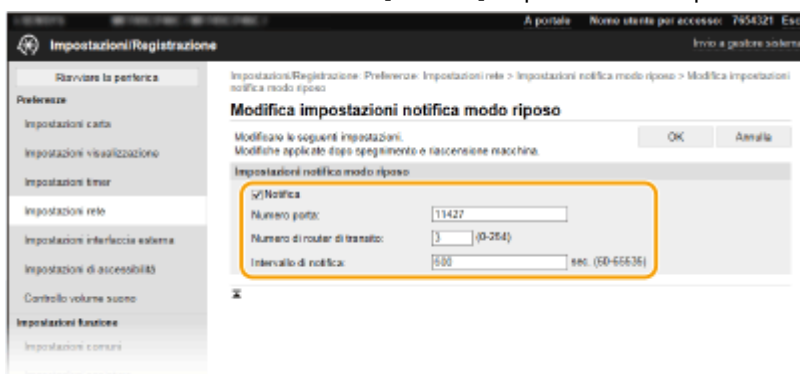 A portale Nome utente per accesso: 7654321 Esc
Impostazioni/Registrazione
Invio a gestore sistema
Riavviare la periferica
Preferenze
Impostazioni carta
Impostazioni visualizzazione
Impostazioni timer
Impostazioni rete
Impostazioni interfaccia esterna
Impostazioni di accessibilità
Controllo volume suono
Impostazioni funzione
Impostazioni comuni
Impostazioni/Registrazione: Preferenze: Impostazioni rete > Impostazioni notifica modo riposo > Modifica impostazioni
notifica modo riposo
Modifica impostazioni notifica modo riposo
Modificare le seguenti impostazioni.
Modifiche applicate dopo spegnimento e riaccensione macchina.
OK Annulla
Impostazioni notifica modo riposo
Notifica
Numero porta: 11427
Numero di router di transito: 3 (0-254)
Intervallo di notifica: 600 sec. (60-65535)